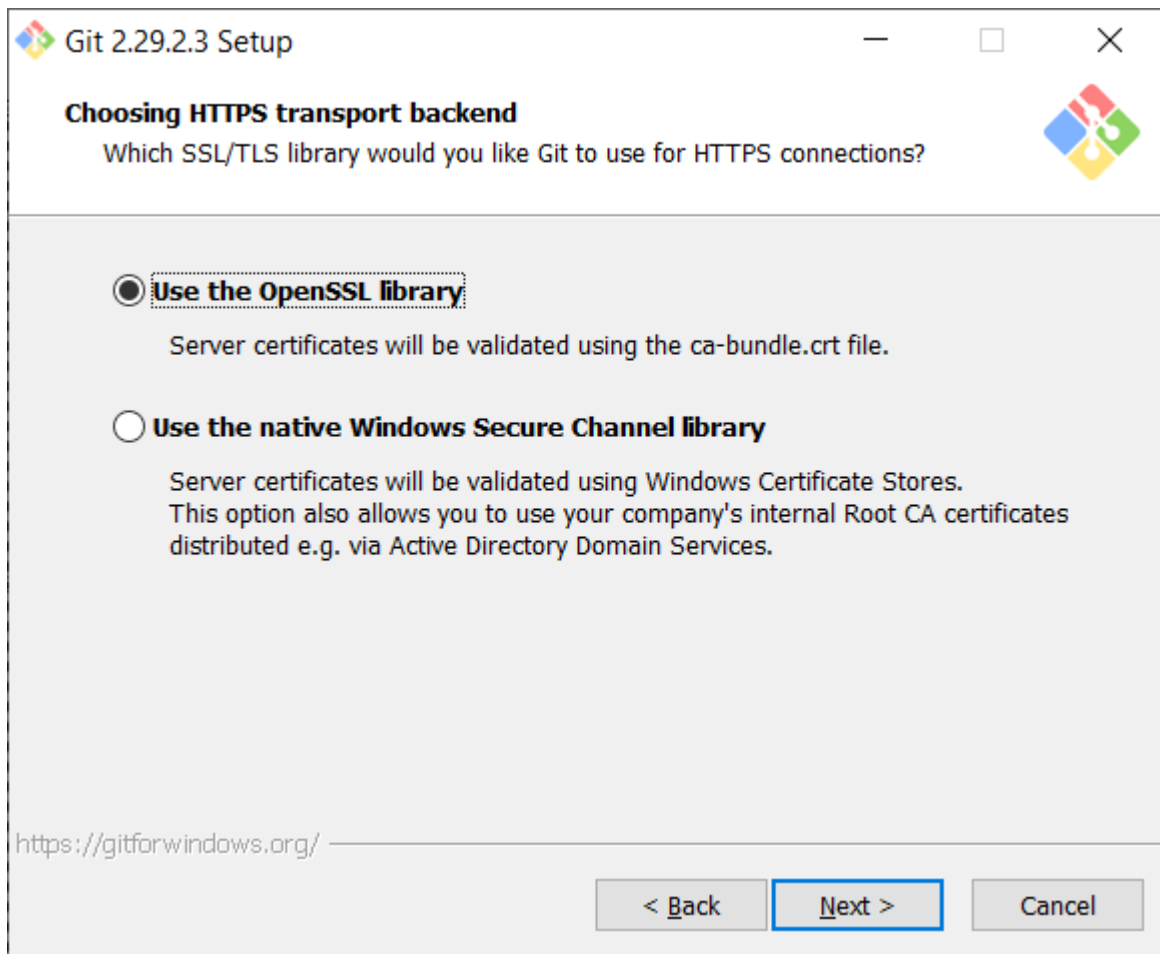 Git 2.29.2.3 Setup
Choosing HTTPS transport backend
Which SSL/TLS library would you like Git to use for HTTPS connections?
Use the OpenSSL library
Server certificates will be validated using the ca-bundle.crt file.
Use the native Windows Secure Channel library
Server certificates will be validated using Windows Certificate Stores.
This option also allows you to use your company's internal Root CA certificates
distributed e.g. via Active Directory Domain Services.
https://gitforwindows.org/
< Back Next > Cancel